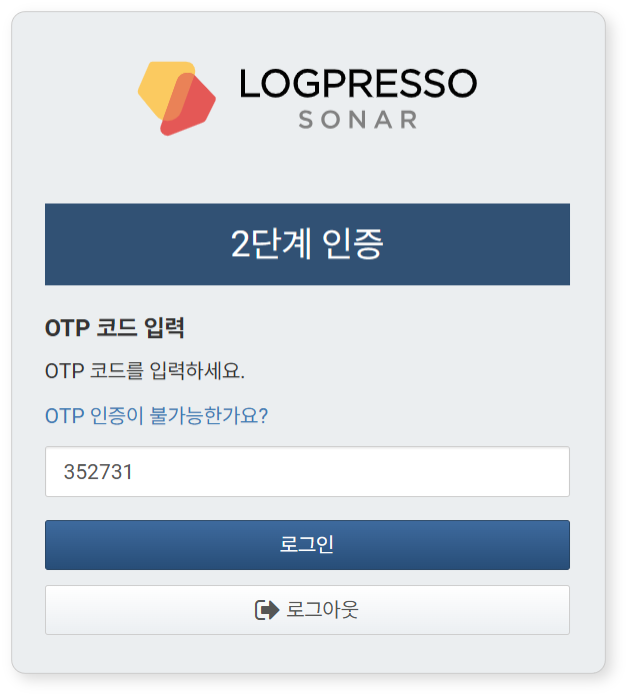 LOGPRESSO
SONAR
2단계 인증
OTP 코드 입력
OTP 코드를 입력하세요.
OTP 인증이 불가능한가요?
352731
로그인
로그아웃